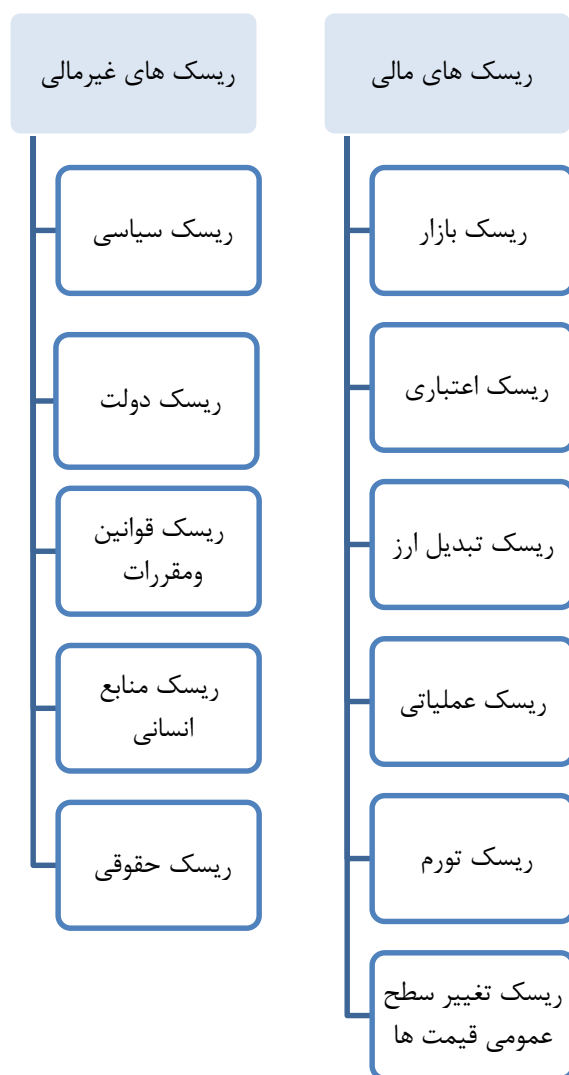 ریسک های مالی
ریسک بازار
ریسک اعتباری
ریسک تبدیل ارز
ریسک عملیاتی
ریسک تورم
ریسک تغییر سطح
عمومی قیمت ها
ریسک های غیرمالی
ریسک سیاسی
ریسک دولت
ریسک قوانین
ومقررات
ریسک منابع
انسانی
ریسک حقوقی